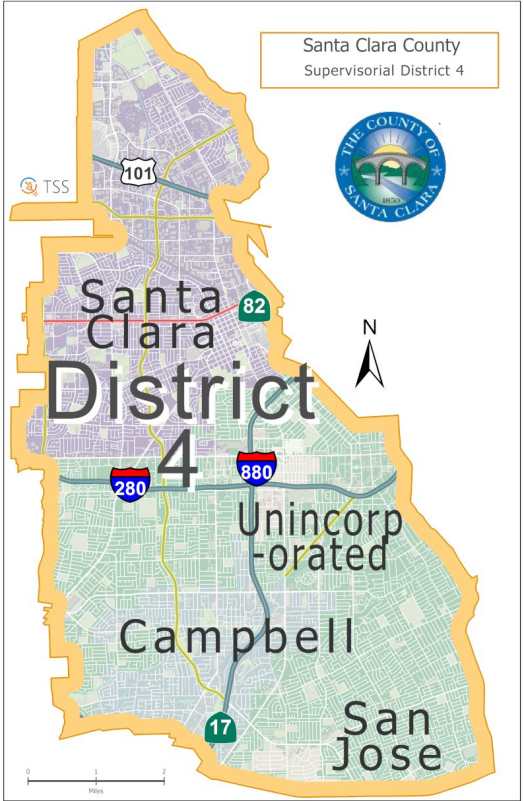 Santa Clara County
Supervisorial District 4
THE COUNTY OF
SANTA CLARA
1850
101
TSS
N
Santa
Clara
82
District
4
280
880
Unincorp
-orated
Campbell
17
San
Jose
0 1 2
Miles